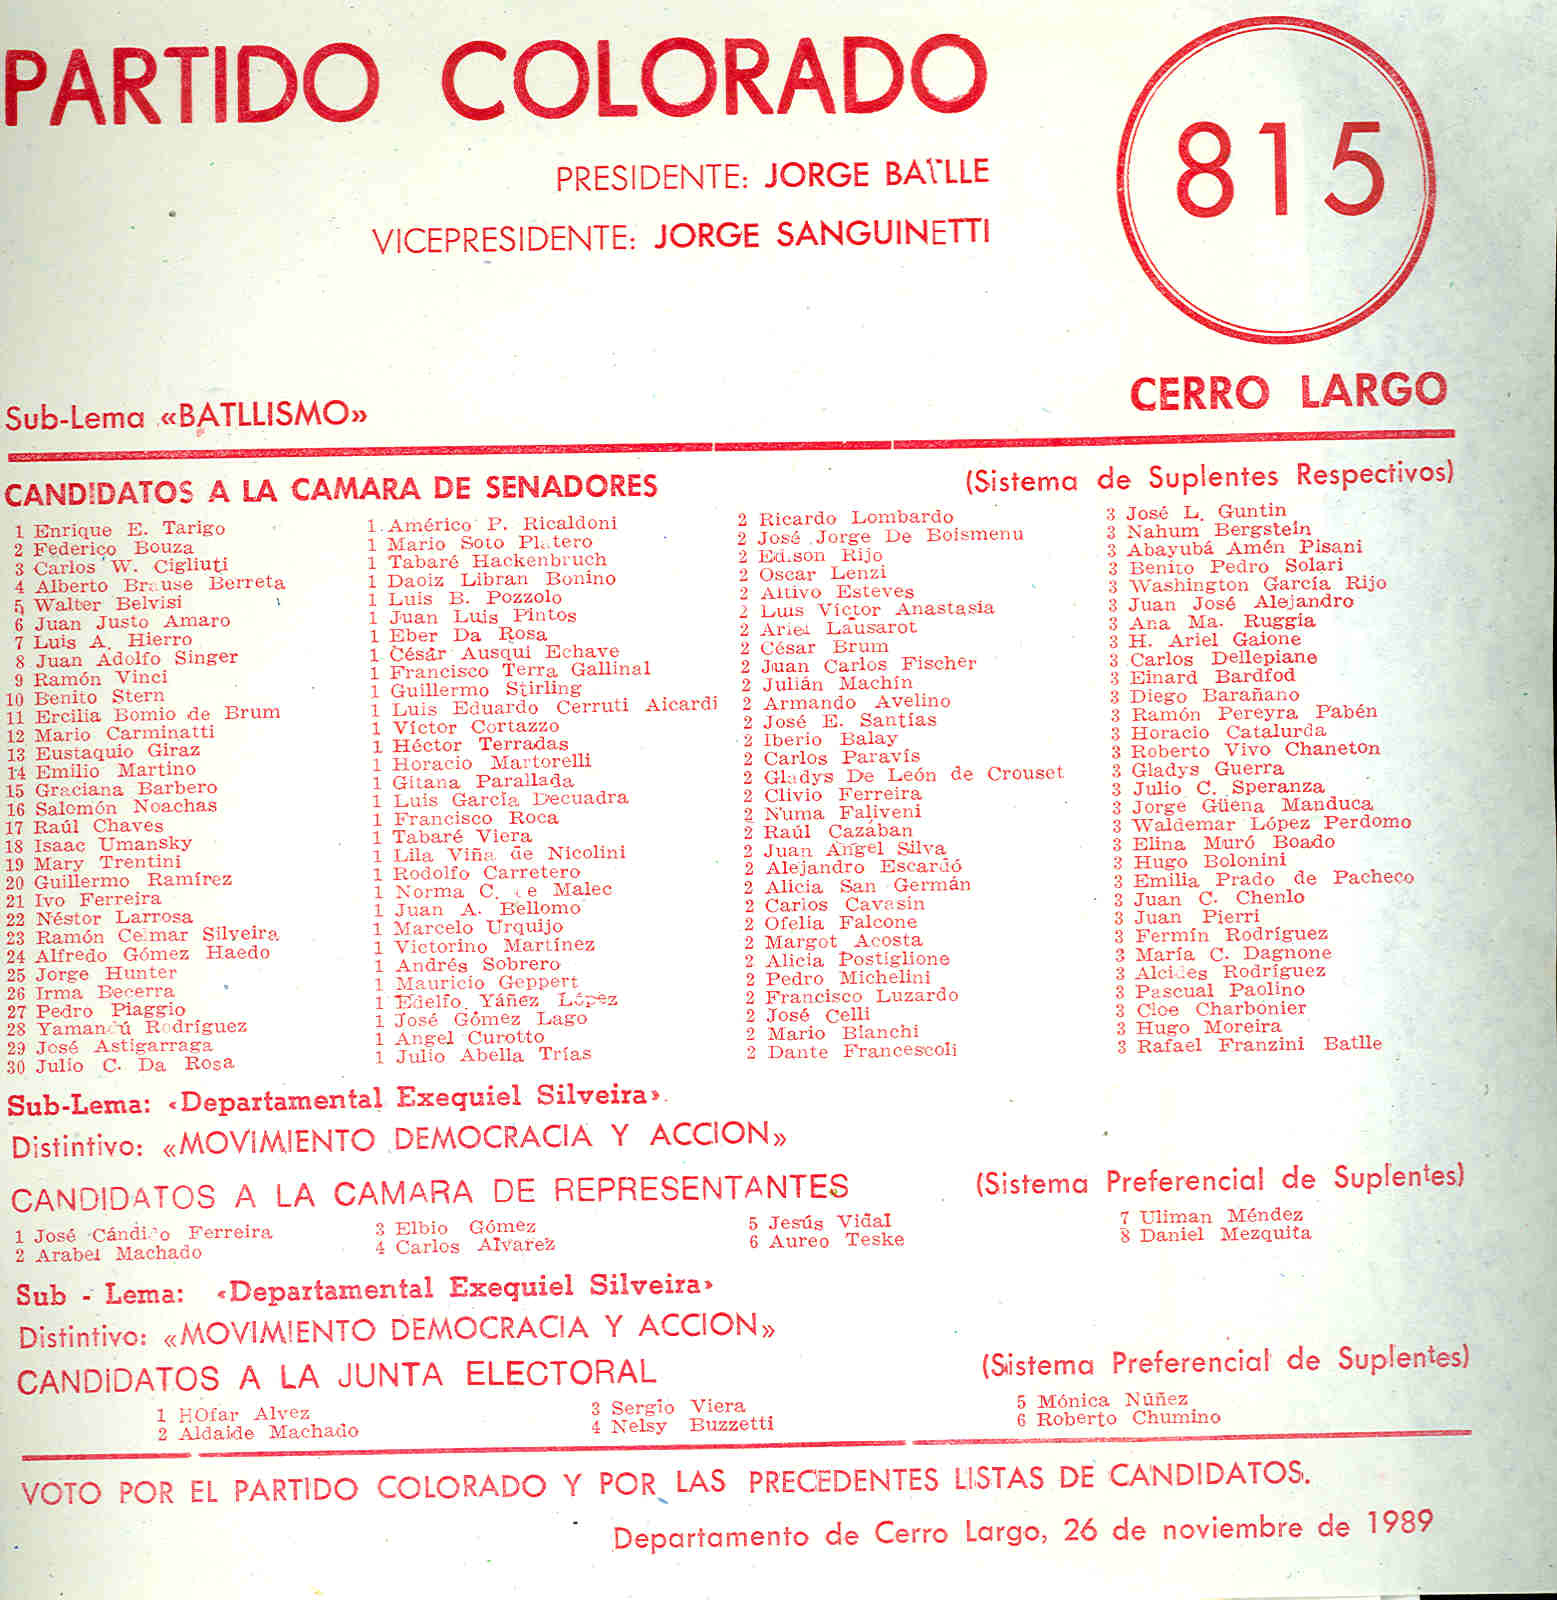 PARTIDO COLORADO
815
PRESIDENTE: JORGE BATLLE
VICEPRESIDENTE: JORGE SANGUINETTI
CERRO LARGO
Sub-Lema «BATLLISMO»
CANDIDATOS A LA CAMARA DE SENADORES (Sistema de Suplentes Respectivos)
1 Enrique E. Tarigo
2 Federico Bouza
3 Carlos W. Cigliuti
4 Alberto Brause Berreta
5 Walter Belvisi
6 Juan Justo Amaro
7 Luis A. Hierro
8 Juan Adolfo Singer
9 Ramón Vinci
10 Benito Stern
11 Ercilia Bomio de Brum
12 Mario Carminatti
13 Eustaquio Giraz
14 Emilio Martino
15 Graciana Barbero
16 Salomón Noachas
17 Raúl Chaves
18 Isaac Umansky
19 Mary Trentini
20 Guillermo Ramírez
21 Ivo Ferreira
22 Néstor Larrosa
23 Ramón Celmar Silveira
24 Alfredo Gómez Haedo
25 Jorge Hunter
26 Irma Becerra
27 Pedro Piaggio
28 Yamandú Rodríguez
29 José Astigarraga
30 Julio C. Da Rosa
1 Américo P. Ricaldoni
1 Mario Soto Platero
1 Tabaré Hackenbruch
1 Daoiz Libran Bonino
1 Luis B. Pozzolo
1 Juan Luis Pintos
1 Eber Da Rosa
1 César Ausqui Echave
1 Francisco Terra Gallinal
1 Guillermo Stirling
1 Luis Eduardo Cerruti Aicardi
1 Víctor Cortazzo
1 Héctor Terradas
1 Horacio Martorelli
1 Gitana Parallada
1 Luis García Decuadra
1 Francisco Roca
1 Tabaré Viera
1 Lila Viña de Nicolini
1 Rodolfo Carretero
1 Norma C. de Malec
1 Juan A. Bellomo
1 Marcelo Urquijo
1 Victorino Martínez
1 Andrés Sobrero
1 Mauricio Geppert
1 Edelfo Yáñez López
1 José Gómez Lago
1 Angel Curotto
1 Julio Abella Trías
2 Ricardo Lombardo
2 José Jorge De Boismenu
2 Edison Rijo
2 Oscar Lenzi
2 Altivo Esteves
2 Luis Víctor Anastasía
2 Ariel Lausarot
2 César Brum
2 Juan Carlos Fischer
2 Julián Machín
2 Armando Avelino
2 José E. Santías
2 Iberio Balay
2 Carlos Paravís
2 Gladys De León de Crouset
2 Clivio Ferreira
2 Numa Faliveni
2 Raúl Cazabán
2 Juan Angel Silva
2 Alejandro Escardó
2 Alicia San Germán
2 Carlos Cavasin
2 Ofelia Falcone
2 Margot Acosta
2 Alicia Postiglione
2 Pedro Michelini
2 Francisco Luzardo
2 José Celli
2 Mario Bianchi
2 Dante Francescoli
3 José L. Guntin
3 Nahum Bergstein
3 Abayubá Amén Pisani
3 Benito Pedro Solari
3 Washington García Rijo
3 Juan José Alejandro
3 Ana Ma. Ruggia
3 H. Ariel Gaione
3 Carlos Dellepiane
3 Einard Bardfod
3 Diego Barañano
3 Ramón Pereyra Pabén
3 Horacio Catalurda
3 Roberto Vivo Chaneton
3 Gladys Guerra
3 Julio C. Speranza
3 Jorge Güena Manduca
3 Waldemar López Perdomo
3 Elina Muró Boado
3 Hugo Bolonini
3 Emilia Prado de Pacheco
3 Juan C. Chenlo
3 Juan Pierri
3 Fermín Rodríguez
3 María C. Dagnone
3 Alcides Rodríguez
3 Pascual Paolino
3 Cloe Charbonier
3 Hugo Moreira
3 Rafael Franzini Batlle
Sub-Lema: «Departamental Exequiel Silveira».
Distintivo: «MOVIMIENTO DEMOCRACIA Y ACCION»
CANDIDATOS A LA CAMARA DE REPRESENTANTES (Sistema Preferencial de Suplentes)
1 José Cándido Ferreira
2 Arabel Machado
3 Elbio Gómez
4 Carlos Alvarez
5 Jesús Vidal
6 Aureo Teske
7 Uliman Méndez
8 Daniel Mezquita
Sub - Lema: «Departamental Exequiel Silveira»
Distintivo: «MOVIMIENTO DEMOCRACIA Y ACCION»
CANDIDATOS A LA JUNTA ELECTORAL (Sistema Preferencial de Suplentes)
1 HOfar Alvez
2 Aldaide Machado
3 Sergio Viera
4 Nelsy Buzzetti
5 Mónica Núñez
6 Roberto Chumino
VOTO POR EL PARTIDO COLORADO Y POR LAS PRECEDENTES LISTAS DE CANDIDATOS.
Departamento de Cerro Largo, 26 de noviembre de 1989